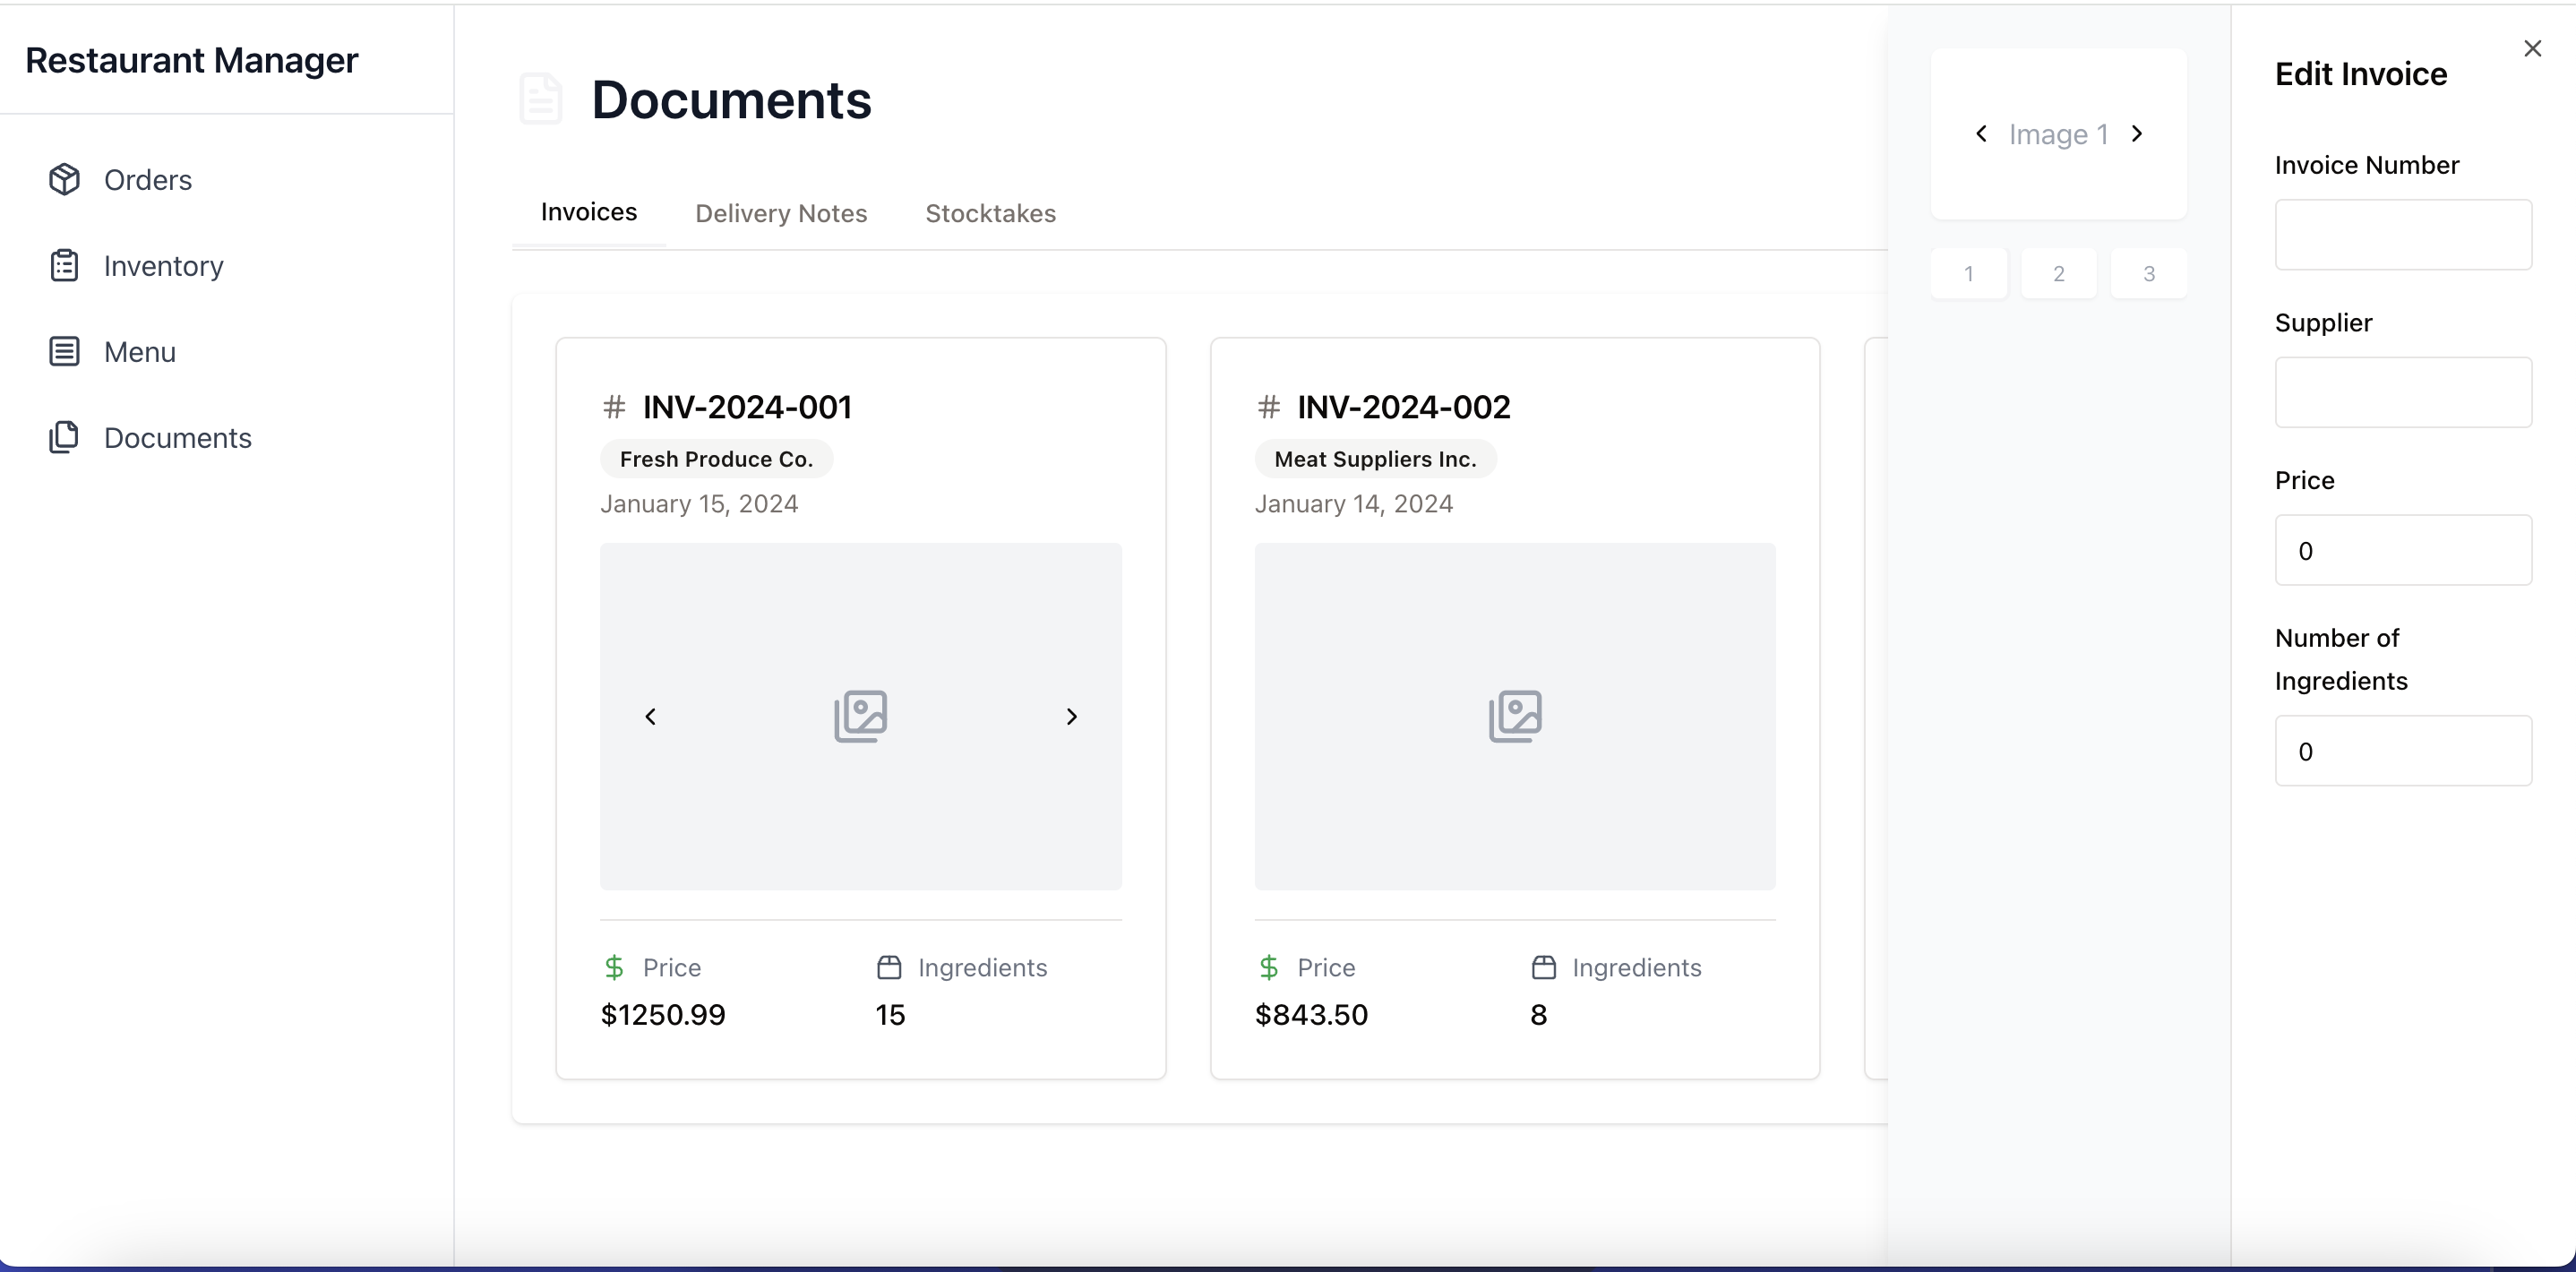 Restaurant Manager
Orders
Inventory
Menu
Documents
Documents
Invoices Delivery Notes Stocktakes
# INV-2024-001
Fresh Produce Co.
January 15, 2024
$ Price Ingredients
$1250.99 15
# INV-2024-002
Meat Suppliers Inc.
January 14, 2024
$ Price Ingredients
$843.50 8
Image 1
1 2 3
Edit Invoice
Invoice Number
Supplier
Price
0
Number of
Ingredients
0